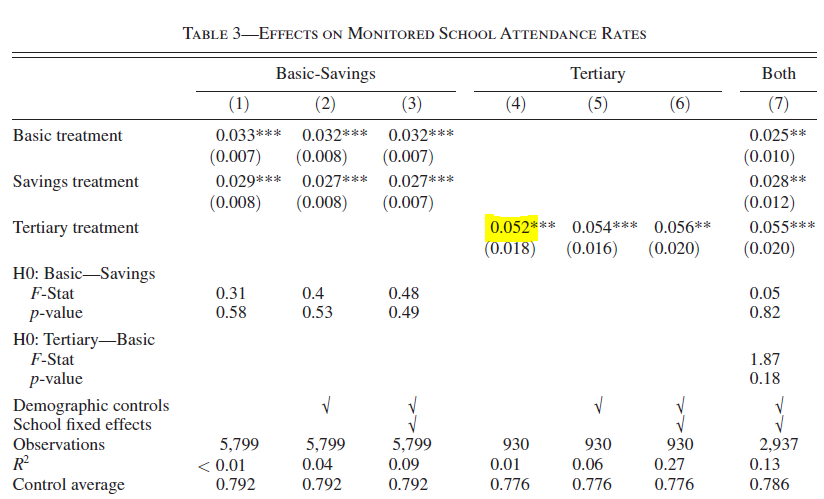 TABLE 3—EFFECTS ON MONITORED SCHOOL ATTENDANCE RATES
Basic-Savings Tertiary Both
(1) (2) (3) (4) (5) (6) (7)
Basic treatment 0.033*** 0.032*** 0.032*** 0.025**
(0.007) (0.008) (0.007) (0.010)
Savings treatment 0.029*** 0.027*** 0.027*** 0.028**
(0.008) (0.008) (0.007) (0.012)
Tertiary treatment 0.052*** 0.054*** 0.056** 0.055***
(0.018) (0.016) (0.020) (0.020)
H0: Basic—Savings
F-Stat 0.31 0.4 0.48 0.05
p-value 0.58 0.53 0.49 0.82
H0: Tertiary—Basic
F-Stat 1.87
p-value 0.18
Demographic controls √ √ √ √ √
School fixed effects √ √ √
Observations 5,799 5,799 5,799 930 930 930 2,937
R² < 0.01 0.04 0.09 0.01 0.06 0.27 0.13
Control average 0.792 0.792 0.792 0.776 0.776 0.776 0.786